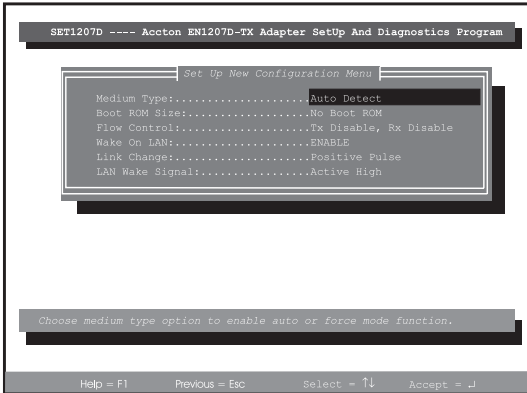 SET1207D ---- Accton EN1207D-TX Adapter SetUp And Diagnostics Program
Set Up New Configuration Menu
Medium Type:.....................Auto Detect
Boot ROM Size:...................No Boot ROM
Flow Control:....................Tx Disable, Rx Disable
Wake On LAN:.....................ENABLE
Link Change:.....................Positive Pulse
LAN Wake Signal:.................Active High
Choose medium type option to enable auto or force mode function.
Help = F1 Previous = Esc Select = ↑↓ Accept = ↵